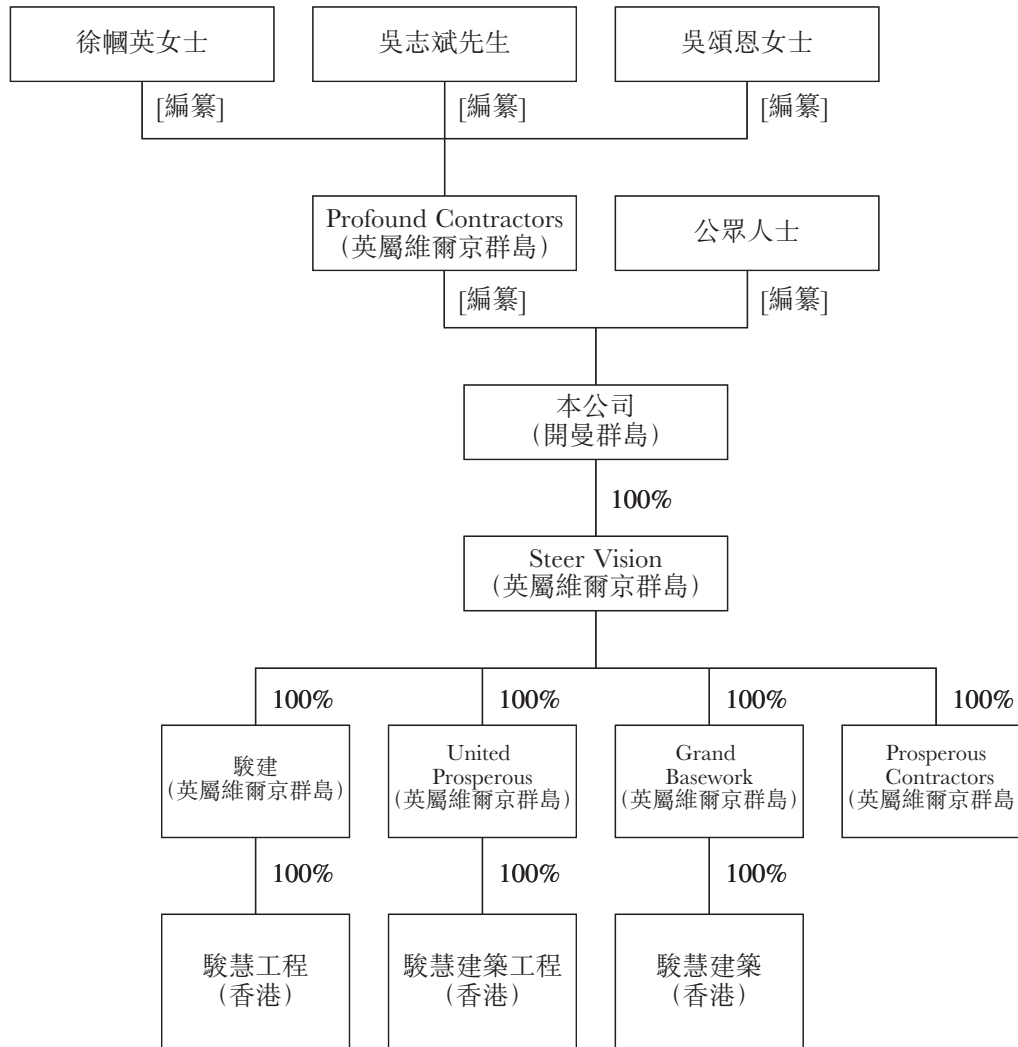 徐幗英女士
吳志斌先生
吳頌恩女士
[編纂]
[編纂]
[編纂]
Profound Contractors
(英屬維爾京群島)
公眾人士
[編纂]
[編纂]
本公司
(開曼群島)
100%
Steer Vision
(英屬維爾京群島)
100%
100%
100%
100%
駿建
(英屬維爾京群島)
United
Prosperous
(英屬維爾京群島)
Grand
Basework
(英屬維爾京群島)
Prosperous
Contractors
(英屬維爾京群島
100%
100%
100%
駿慧工程
(香港)
駿慧建築工程
(香港)
駿慧建築
(香港)